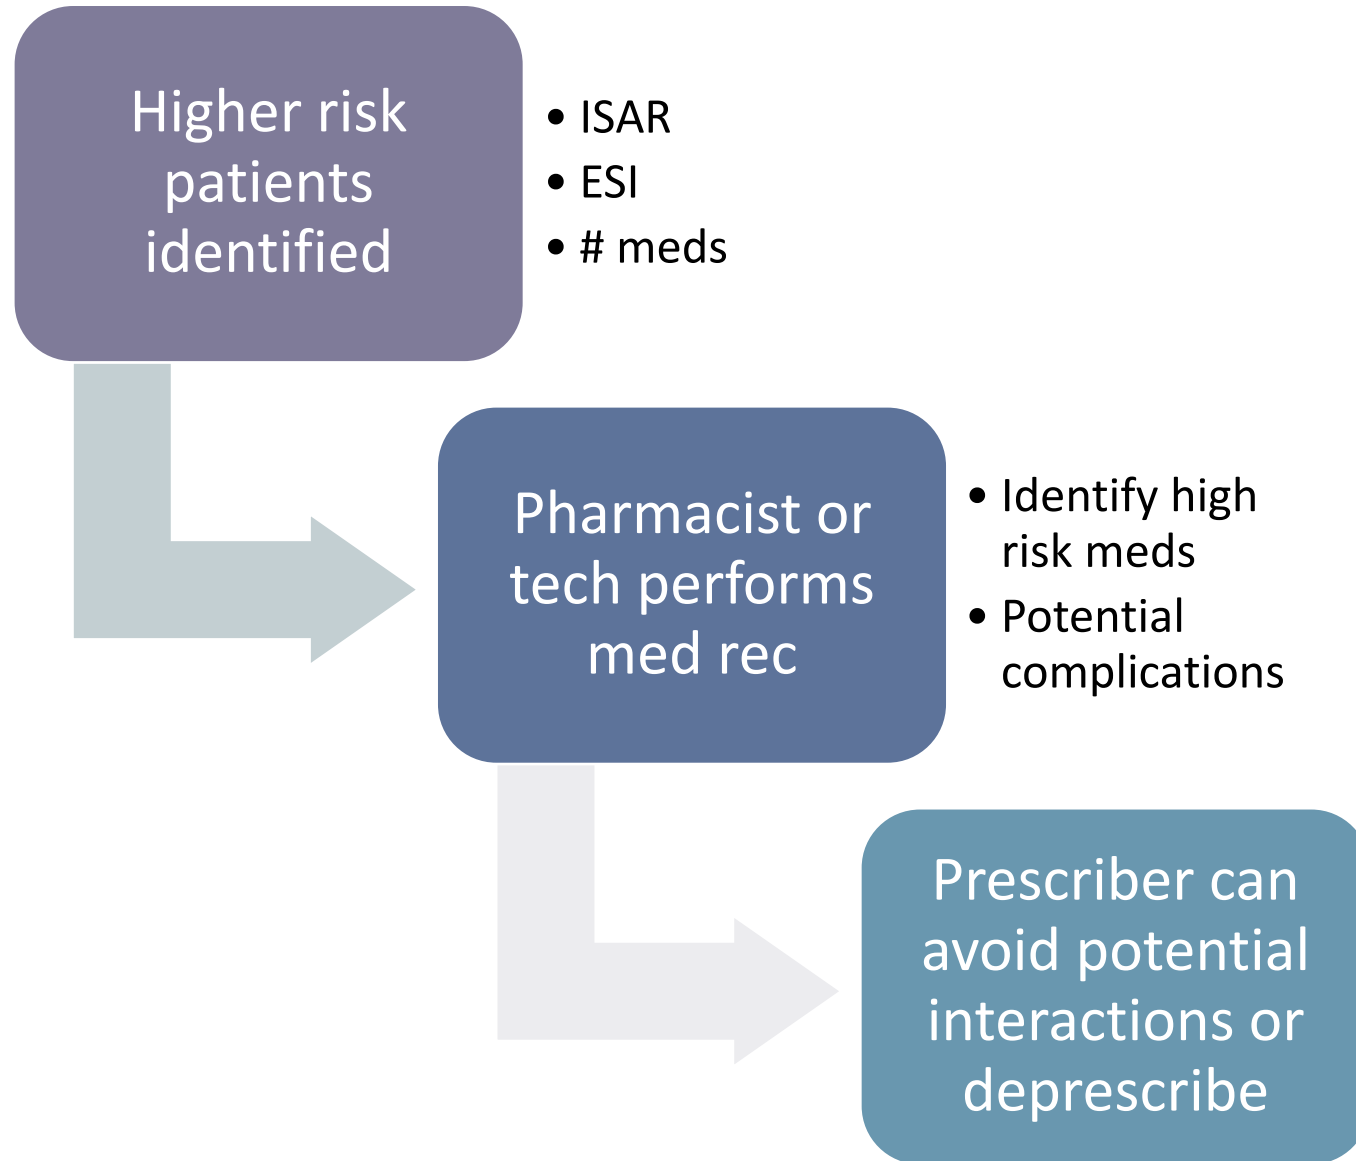 Higher risk
patients
identified
• ISAR
• ESI
• # meds
Pharmacist or
tech performs
med rec
• Identify high
risk meds
• Potential
complications
Prescriber can
avoid potential
interactions or
deprescribe